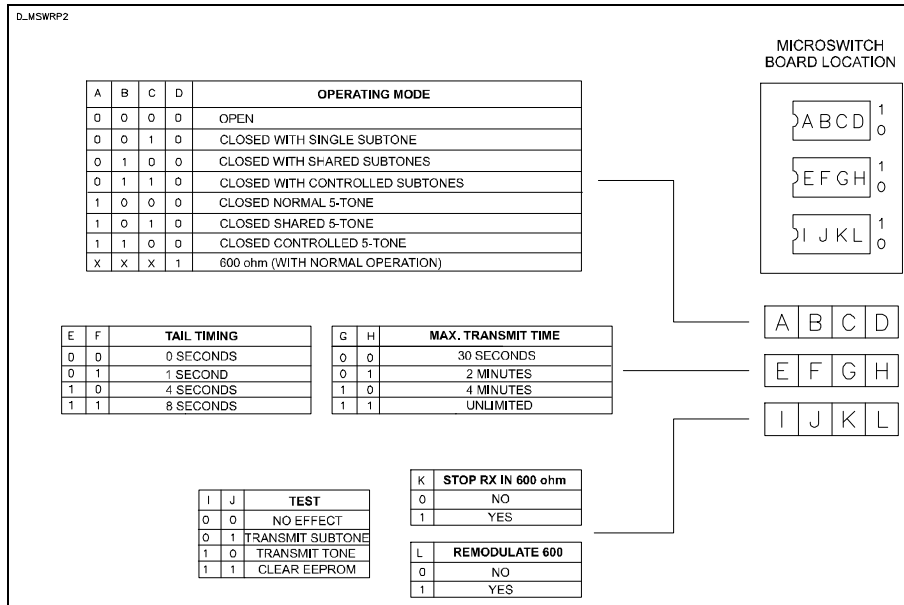 D_MSWRP2
MICROSWITCH
BOARD LOCATION
A B C D 1 0
E F G H 1 0
I J K L 1 0
A B C D OPERATING MODE
0 0 0 0 OPEN
0 0 1 0 CLOSED WITH SINGLE SUBTONE
0 1 0 0 CLOSED WITH SHARED SUBTONES
0 1 1 0 CLOSED WITH CONTROLLED SUBTONES
1 0 0 0 CLOSED NORMAL 5-TONE
1 0 1 0 CLOSED SHARED 5-TONE
1 1 0 0 CLOSED CONTROLLED 5-TONE
X X X 1 600 ohm (WITH NORMAL OPERATION)
A B C D
E F G H
I J K L
E F TAIL TIMING
0 0 0 SECONDS
0 1 1 SECOND
1 0 4 SECONDS
1 1 8 SECONDS
G H MAX. TRANSMIT TIME
0 0 30 SECONDS
0 1 2 MINUTES
1 0 4 MINUTES
1 1 UNLIMITED
I J TEST
0 0 NO EFFECT
0 1 TRANSMIT SUBTONE
1 0 TRANSMIT TONE
1 1 CLEAR EEPROM
K STOP RX IN 600 ohm
0 NO
1 YES
L REMODULATE 600
0 NO
1 YES